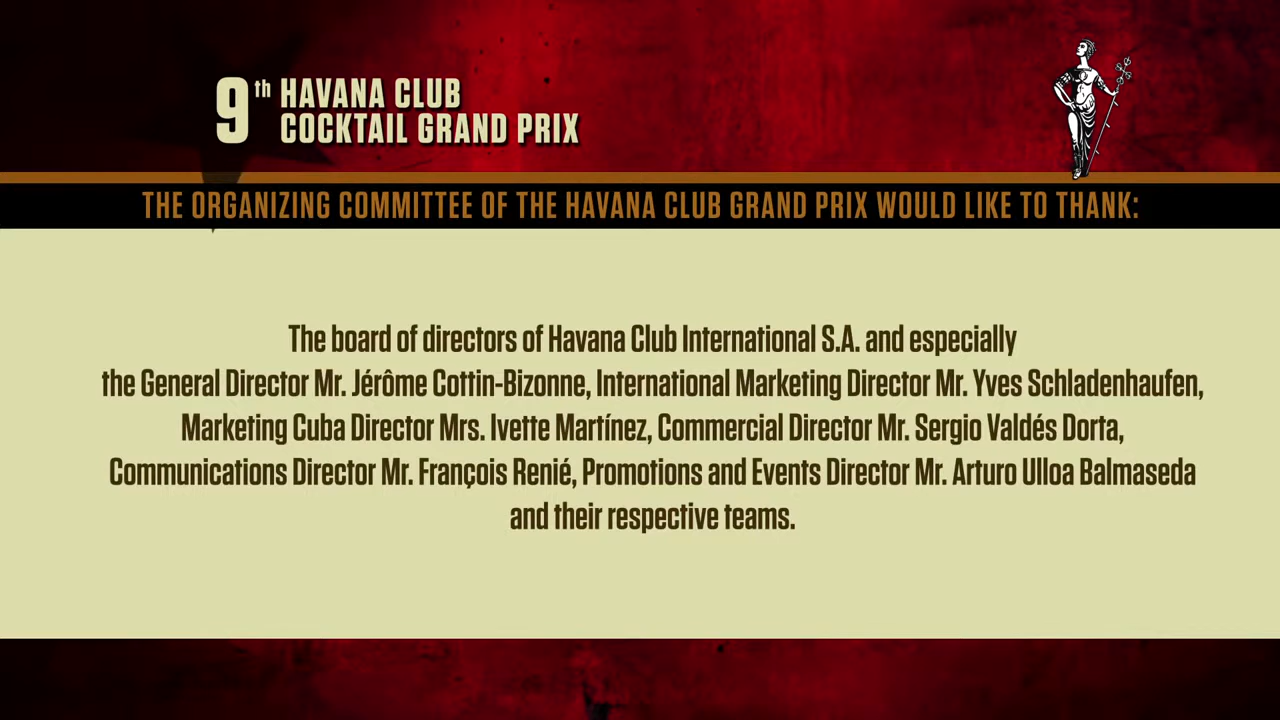 9th HAVANA CLUB
COCKTAIL GRAND PRIX
THE ORGANIZING COMMITTEE OF THE HAVANA CLUB GRAND PRIX WOULD LIKE TO THANK:
The board of directors of Havana Club International S.A. and especially
the General Director Mr. Jérôme Cottin-Bizonne, International Marketing Director Mr. Yves Schladenhaufen,
Marketing Cuba Director Mrs. Ivette Martínez, Commercial Director Mr. Sergio Valdés Dorta,
Communications Director Mr. François Renié, Promotions and Events Director Mr. Arturo Ulloa Balmaseda
and their respective teams.